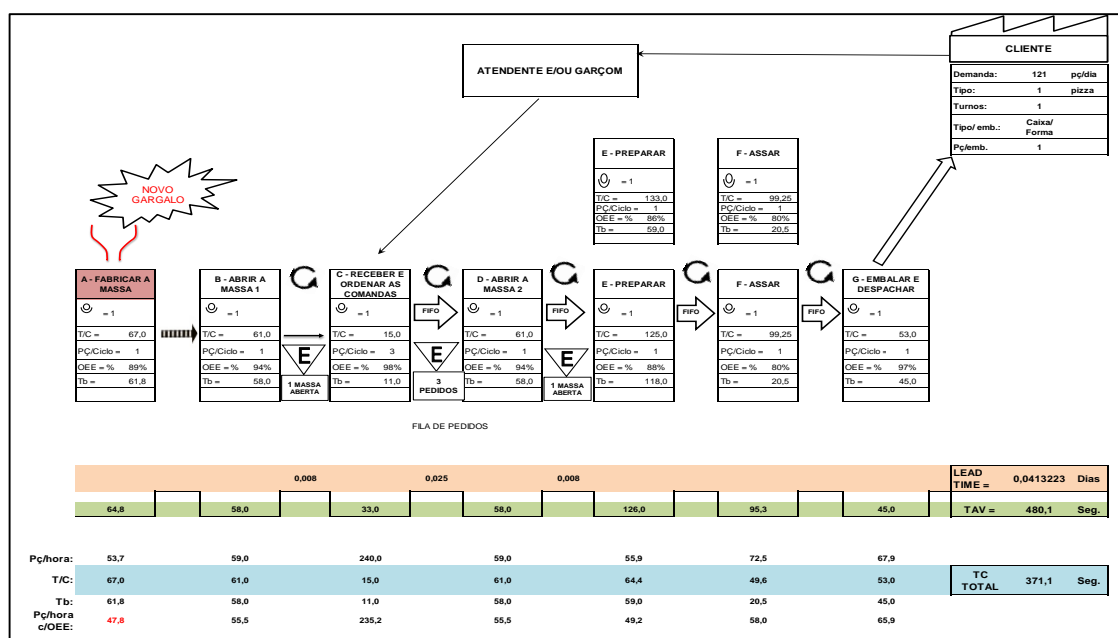 CLIENTE
Demanda: 121 pç/dia
Tipo: 1 pizza
Turnos: 1
Tipo/ emb.: Caixa/
Forma
Pç/emb. 1
ATENDENTE E/OU GARÇOM
NOVO
GARGALO
E - PREPARAR
= 1
T/C = 133,0
PÇ/Ciclo = 1
OEE = % 86%
Tb = 59,0
F - ASSAR
= 1
T/C = 99,25
PÇ/Ciclo = 1
OEE = % 80%
Tb = 20,5
A - FABRICAR A
MASSA
= 1
T/C = 67,0
PÇ/Ciclo = 1
OEE = % 89%
Tb = 61,8
B - ABRIR A
MASSA 1
= 1
T/C = 61,0
PÇ/Ciclo = 1
OEE = % 94%
Tb = 58,0
E
1 MASSA
ABERTA
C - RECEBER E
ORDENAR AS
COMANDAS
= 1
T/C = 15,0
PÇ/Ciclo = 3
OEE = % 98%
Tb = 11,0
FIFO
E
3
PEDIDOS
D - ABRIR A
MASSA 2
= 1
T/C = 61,0
PÇ/Ciclo = 1
OEE = % 94%
Tb = 58,0
FIFO
E
1 MASSA
ABERTA
E - PREPARAR
= 1
T/C = 125,0
PÇ/Ciclo = 1
OEE = % 88%
Tb = 118,0
FIFO
F - ASSAR
= 1
T/C = 99,25
PÇ/Ciclo = 1
OEE = % 80%
Tb = 20,5
FIFO
G - EMBALAR E
DESPACHAR
= 1
T/C = 53,0
PÇ/Ciclo = 1
OEE = % 97%
Tb = 45,0
FILA DE PEDIDOS
0,008 0,025 0,008
LEAD
TIME = 0,0413223 Dias
64,8 58,0 33,0 58,0 126,0 95,3 45,0 TAV = 480,1 Seg.
Pç/hora: 53,7 59,0 240,0 59,0 55,9 72,5 67,9
T/C: 67,0 61,0 15,0 61,0 64,4 49,6 53,0
TC
TOTAL 371,1 Seg.
Tb: 61,8 58,0 11,0 58,0 59,0 20,5 45,0
Pç/hora
c/OEE: 47,8 55,5 235,2 55,5 49,2 58,0 65,9